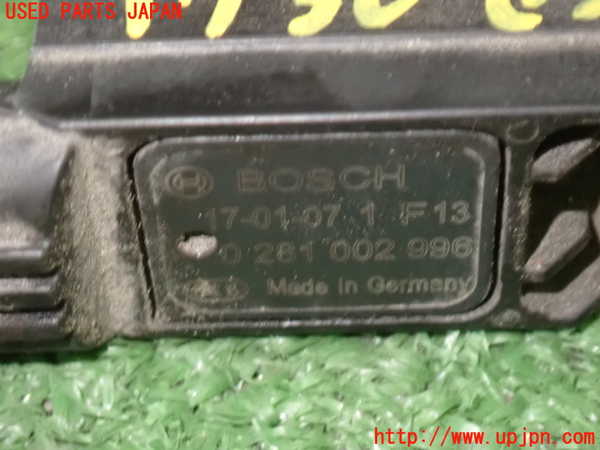 USED PARTS JAPAN
BOSCH
17-01-07 1 F 13
0 281 002 996
Made in Germany
http://www.upjpn.com